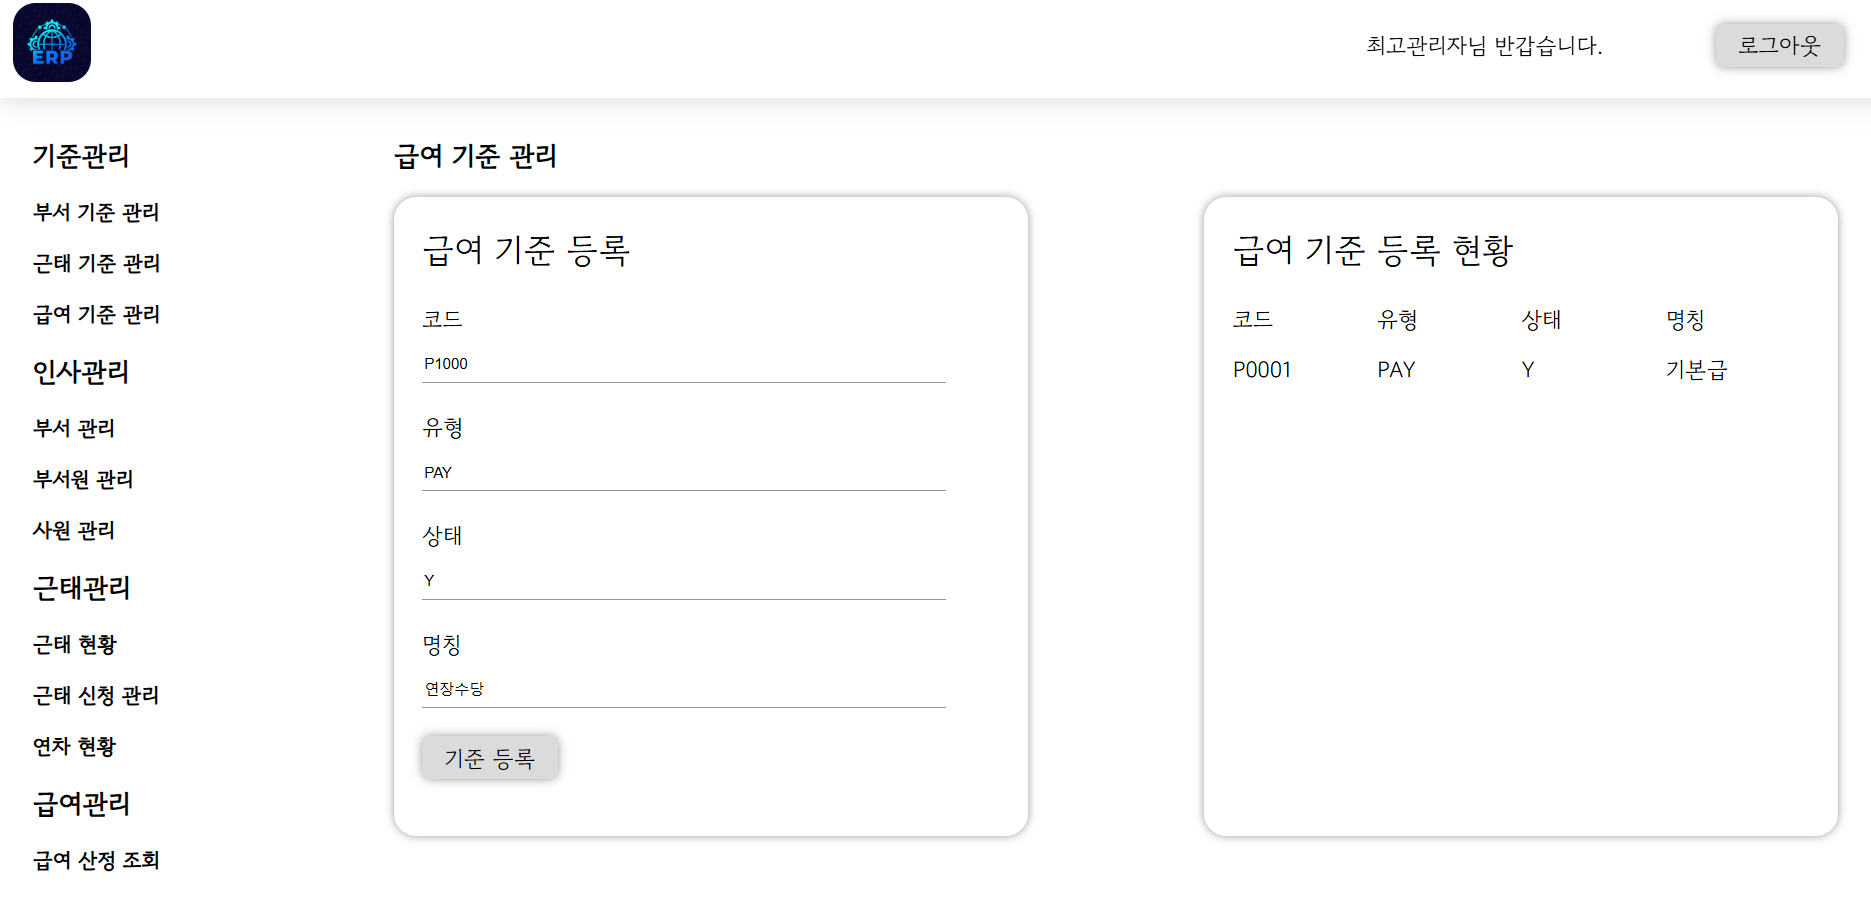 ERP
최고관리자님 반갑습니다.
로그아웃
기준관리
부서 기준 관리
근태 기준 관리
급여 기준 관리
인사관리
부서 관리
부서원 관리
사원 관리
근태관리
근태 현황
근태 신청 관리
연차 현황
급여관리
급여 산정 조회
급여 기준 관리
급여 기준 등록
코드
P1000
유형
PAY
상태
Y
명칭
연장수당
기준 등록
급여 기준 등록 현황
코드 유형 상태 명칭
P0001 PAY Y 기본급